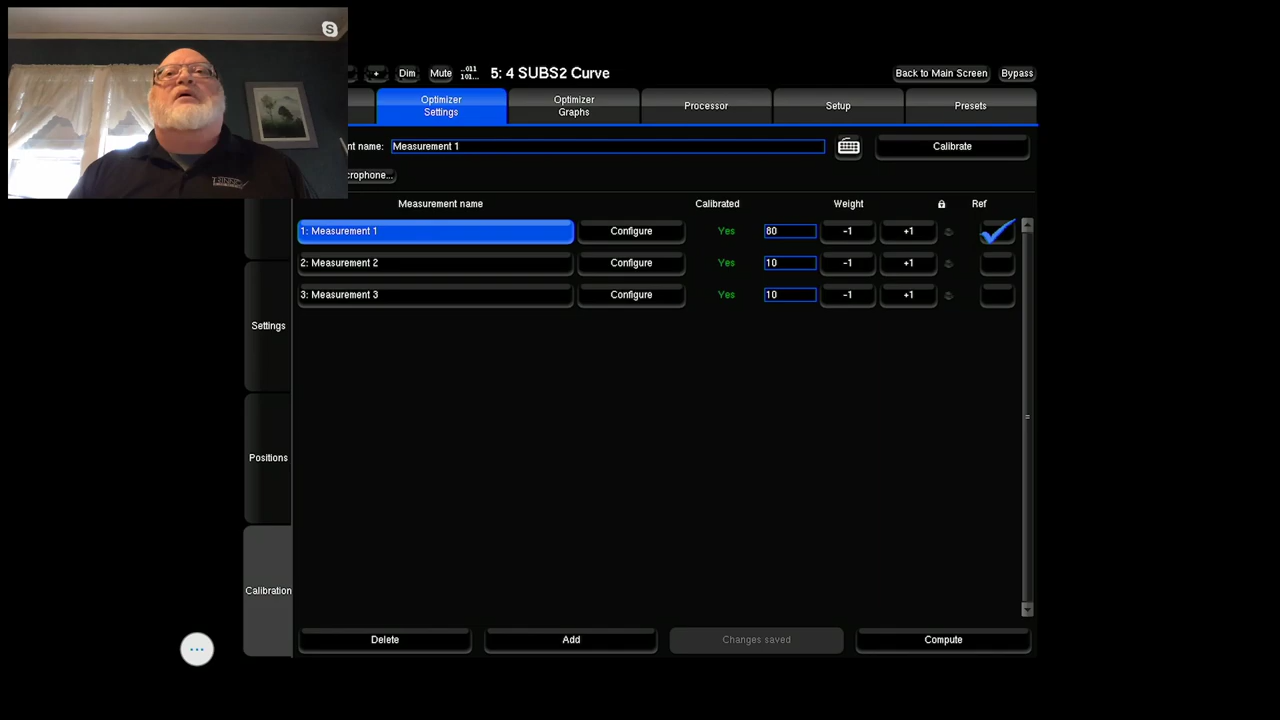 + Dim Mute ..011 101... 5: 4 SUBS2 Curve Back to Main Screen Bypass
Optimizer Settings Optimizer Graphs Processor Setup Presets
nt name: Measurement 1 Calibrate
rophone...
Measurement name Calibrated Weight Ref
1: Measurement 1 Configure Yes 80 -1 +1
2: Measurement 2 Configure Yes 10 -1 +1
3: Measurement 3 Configure Yes 10 -1 +1
Settings
Positions
Calibration
Delete Add Changes saved Compute